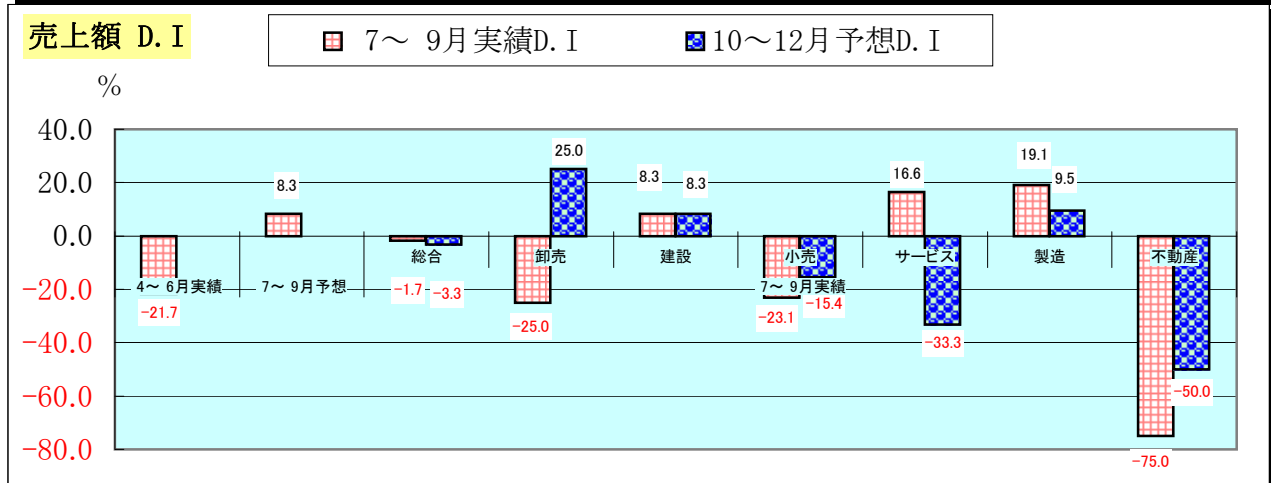 売上額 D.I
7～ 9月実績D.I
10～12月予想D.I
%
40.0
20.0
0.0
-20.0
-40.0
-60.0
-80.0
-21.7
8.3
-1.7
-3.3
-25.0
25.0
8.3
8.3
-23.1
-15.4
16.6
-33.3
19.1
9.5
-75.0
-50.0
総合
卸売
建設
小売
サービス
製造
不動産
4～ 6月実績
7～ 9月予想
7～ 9月実績